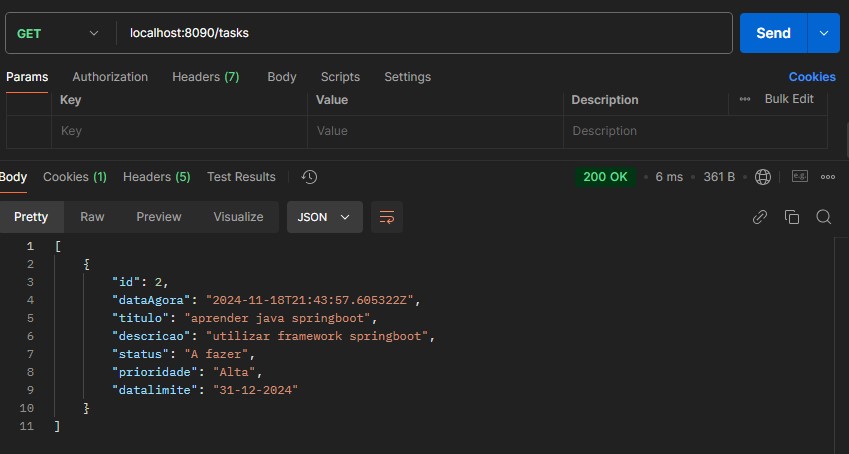 GET localhost:8090/tasks Send
Params Authorization Headers (7) Body Scripts Settings Cookies
Key Value Description Bulk Edit
Key Value Description
Body Cookies (1) Headers (5) Test Results 200 OK 6 ms 361 B e.g.
Pretty Raw Preview Visualize JSON
1 [
2 {
3 "id": 2,
4 "dataAgora": "2024-11-18T21:43:57.605322Z",
5 "titulo": "aprender java springboot",
6 "descricao": "utilizar framework springboot",
7 "status": "A fazer",
8 "prioridade": "Alta",
9 "datalimite": "31-12-2024"
10 }
11 ]